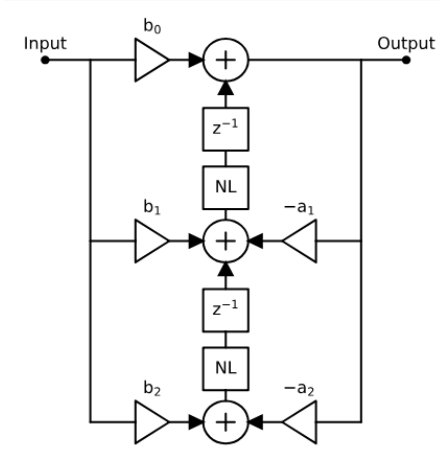 b₀
Input
Output
+
z⁻¹
NL
b₁
−a₁
+
z⁻¹
NL
b₂
−a₂
+